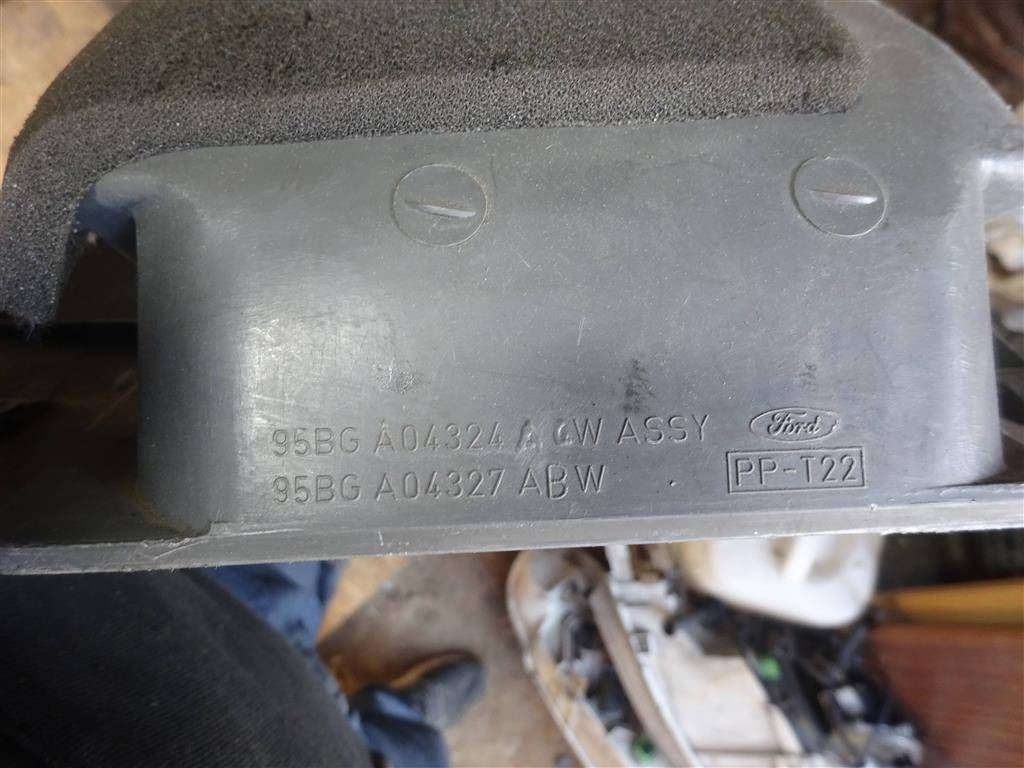 95BG A04324 ACW ASSY
Ford
95BG A04327 ABW
PP-T22